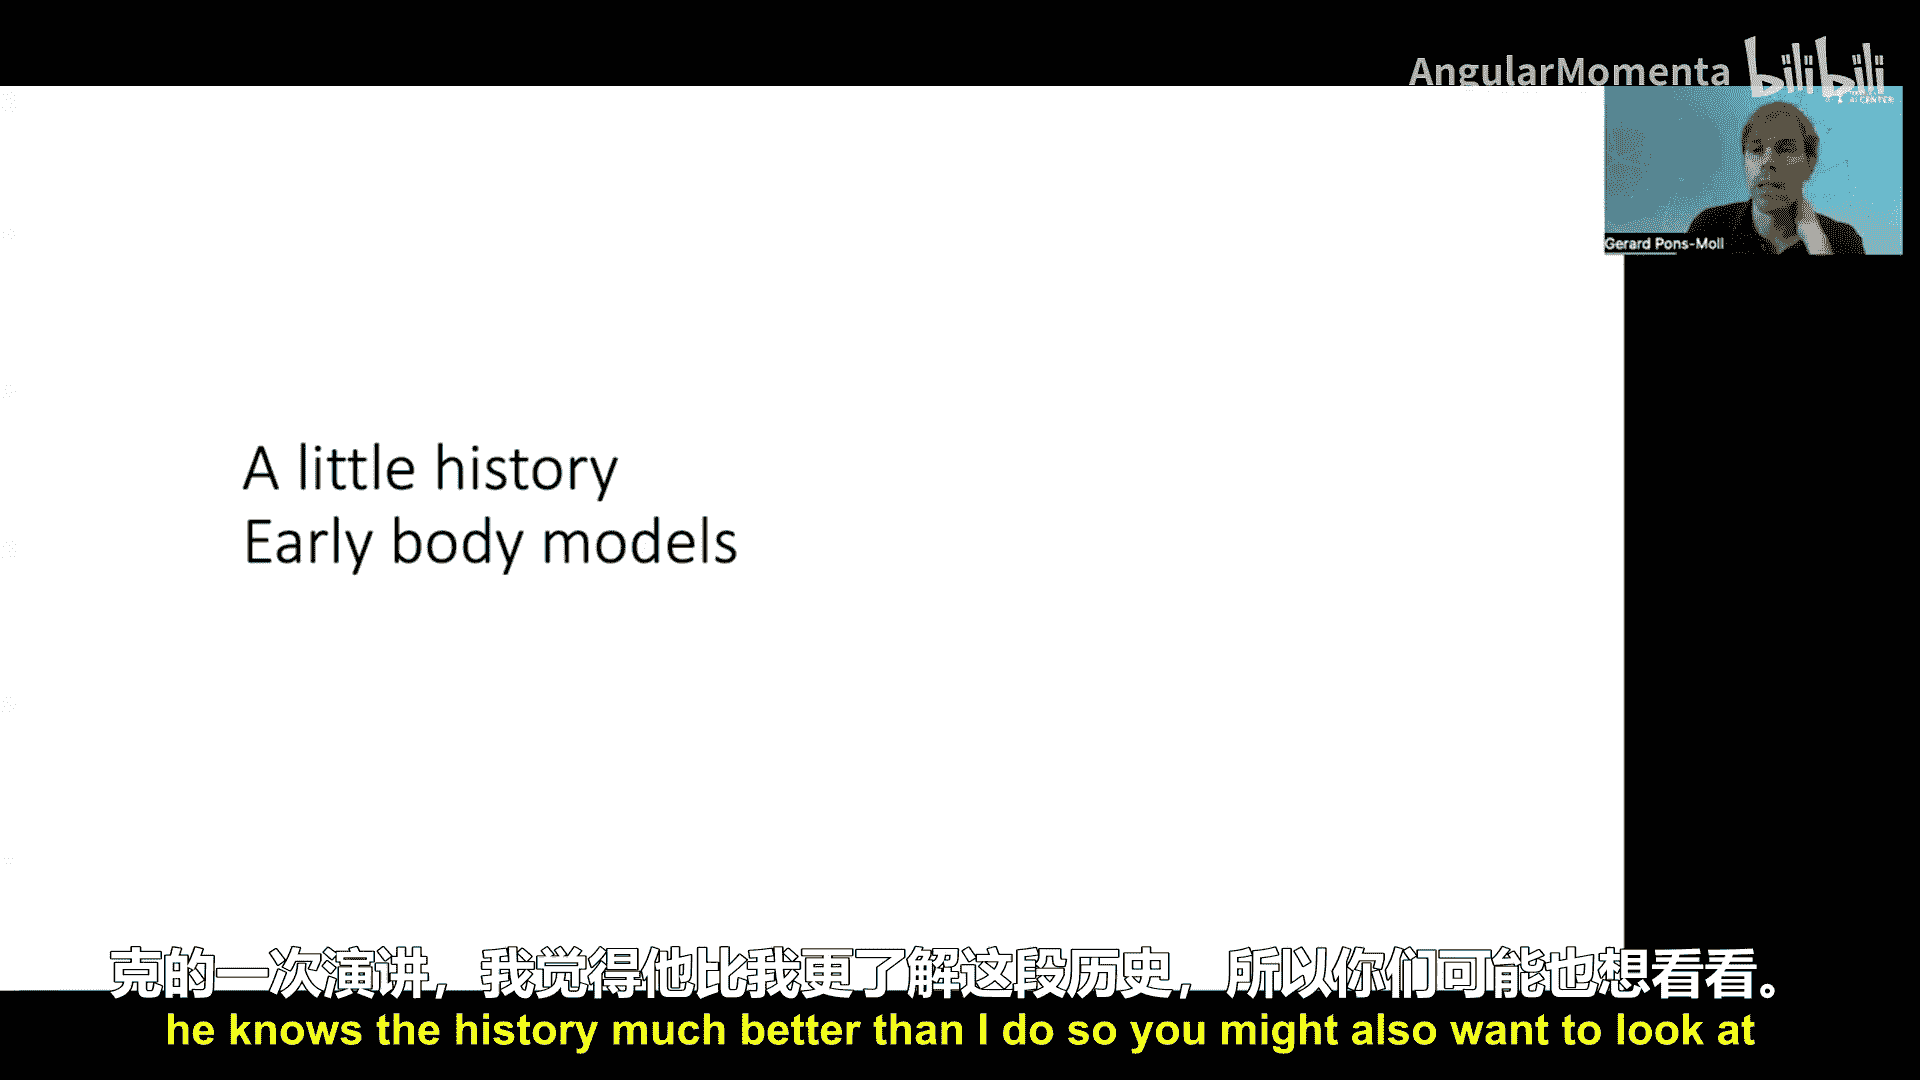 AngularMomenta bilibili
CENTER
Gerard Pons-Moll
A little history
Early body models
克的一次演讲，我觉得他比我更了解这段历史，所以你们可能也想看看。
he knows the history much better than I do so you might also want to look at